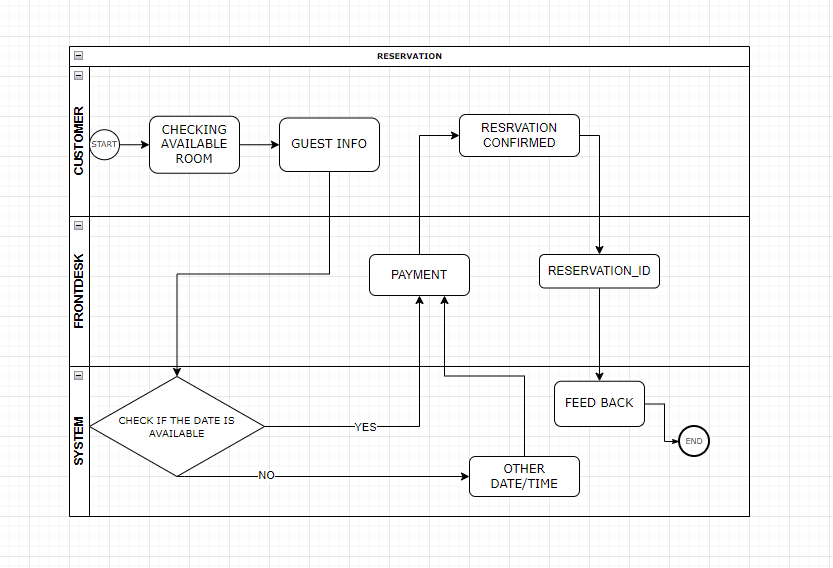 RESERVATION
CUSTOMER
START
CHECKING
AVAILABLE
ROOM
GUEST INFO
RESRVATION
CONFIRMED
FRONTDESK
PAYMENT
RESERVATION_ID
SYSTEM
CHECK IF THE DATE IS
AVAILABLE
YES
NO
OTHER
DATE/TIME
FEED BACK
END